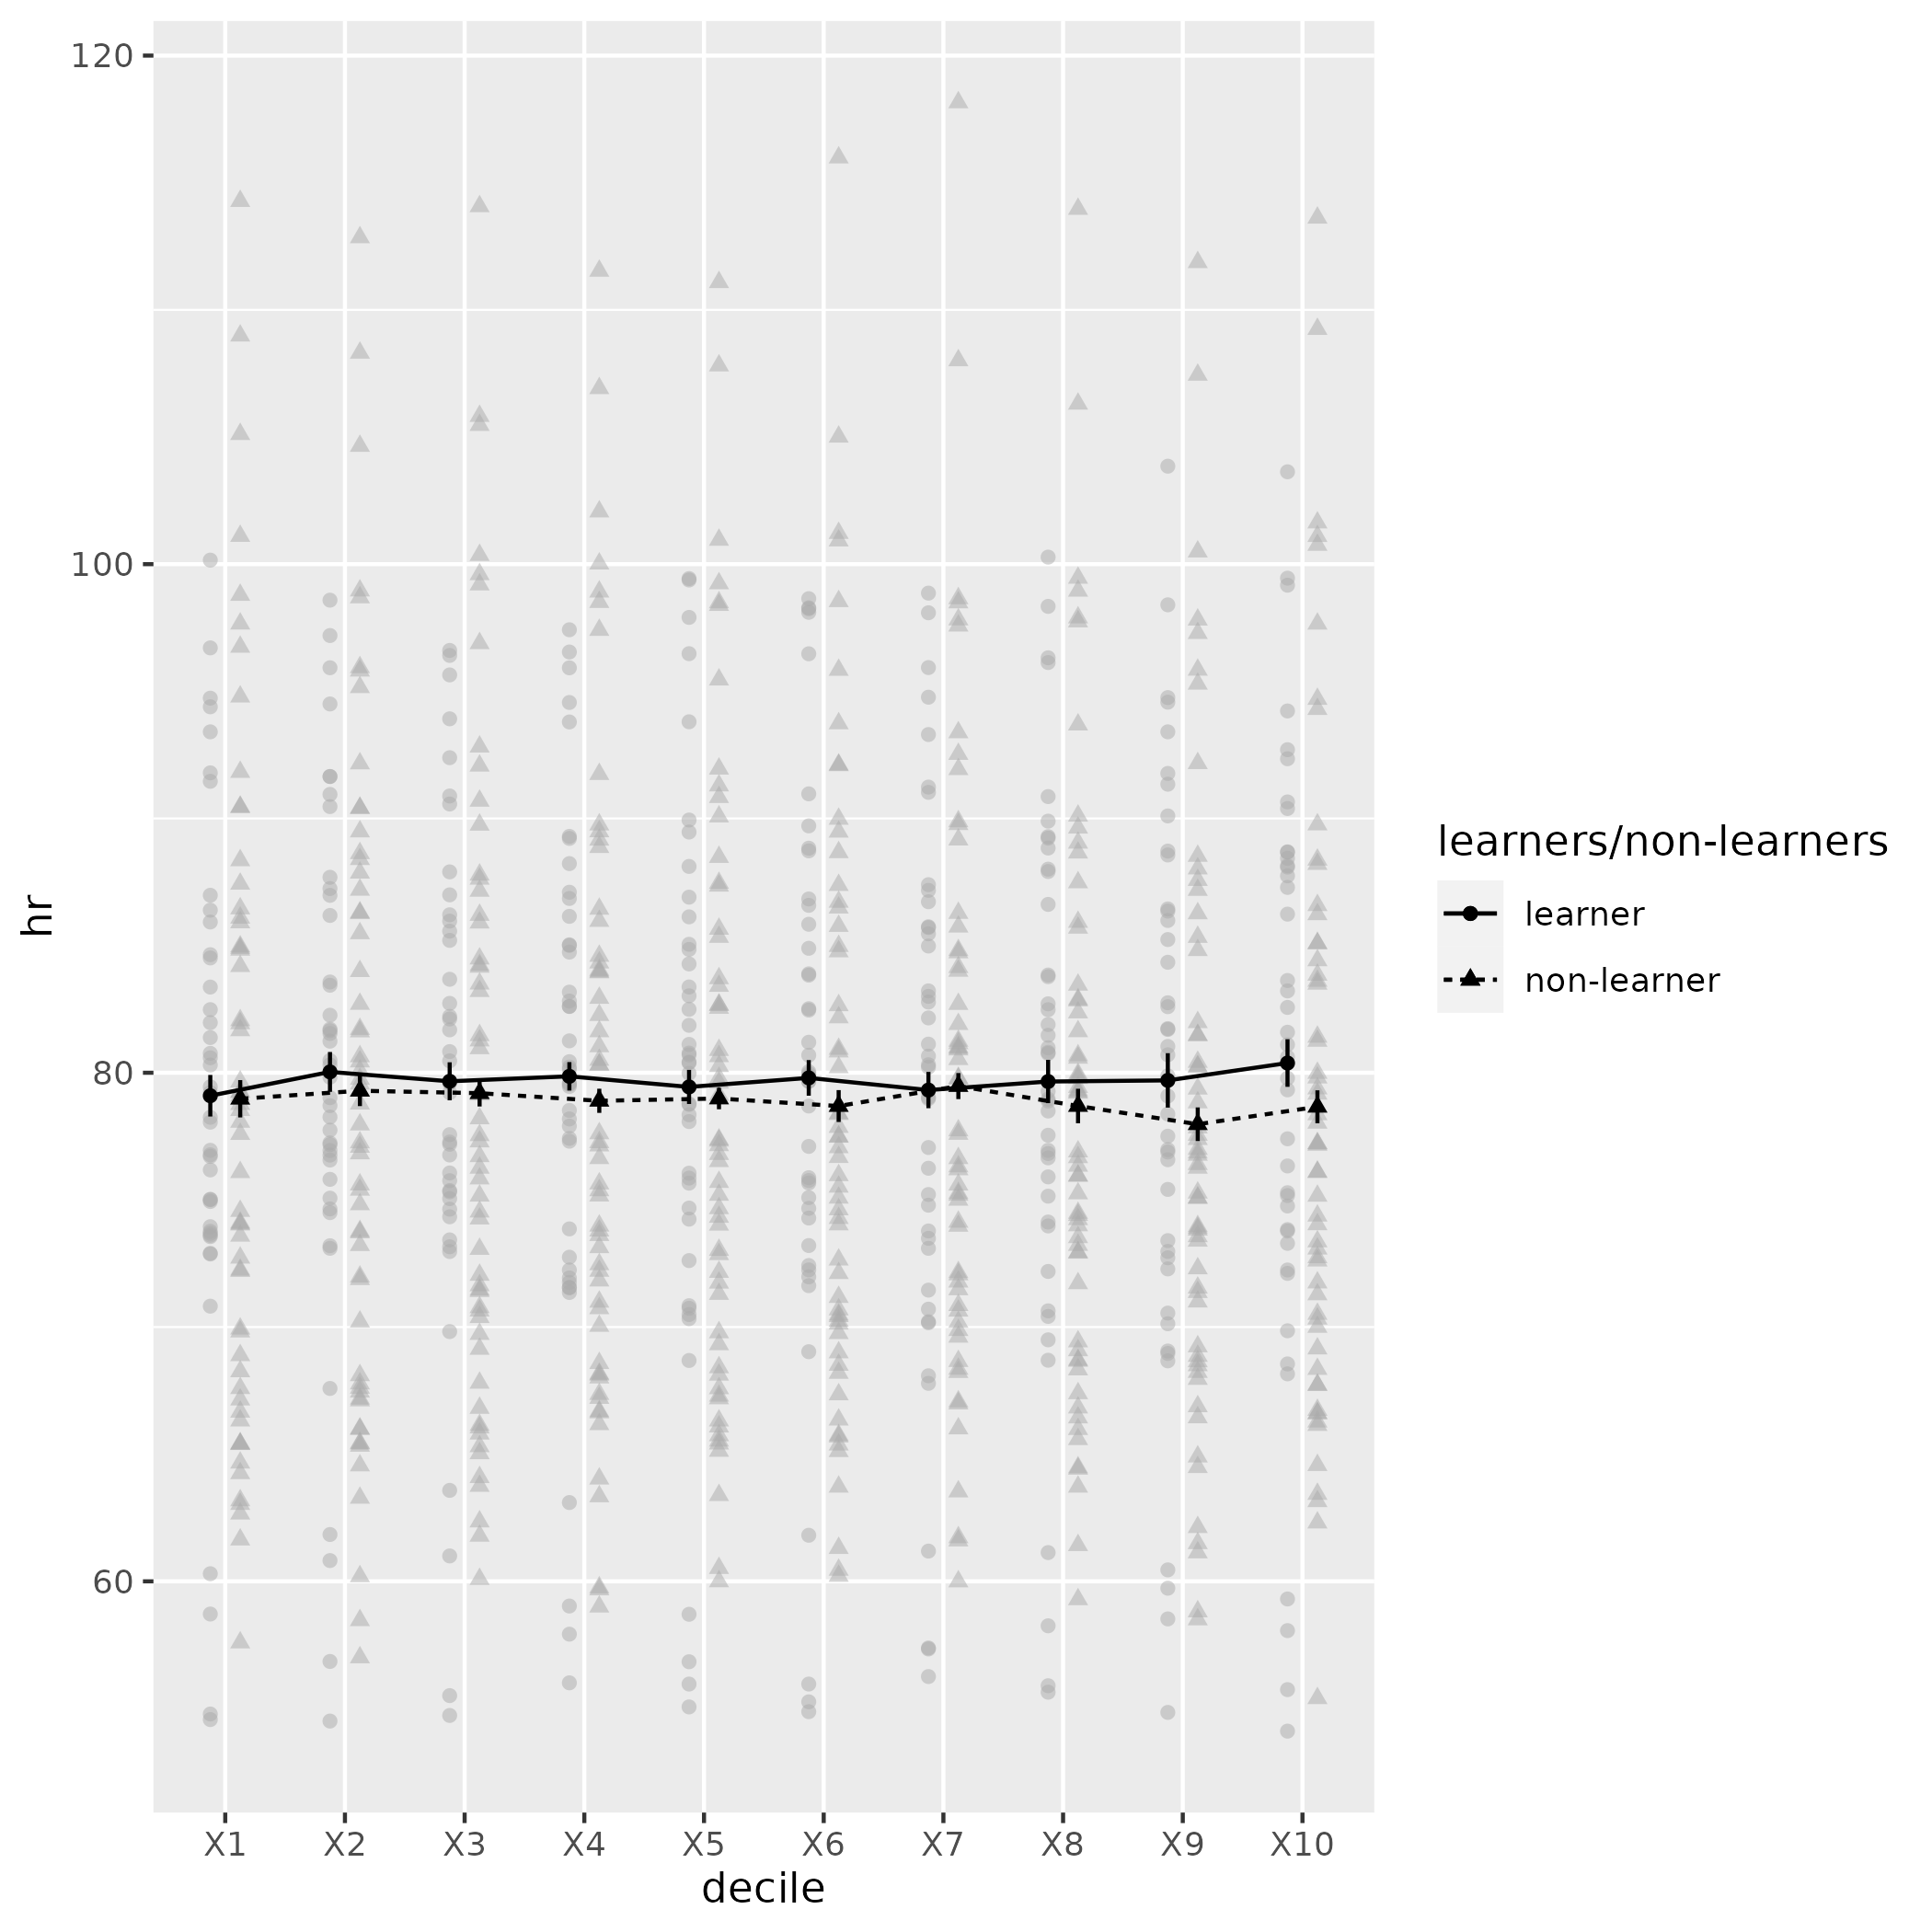 120
100
80
60
hr
X1 X2 X3 X4 X5 X6 X7 X8 X9 X10
decile
learners/non-learners
learner
non-learner